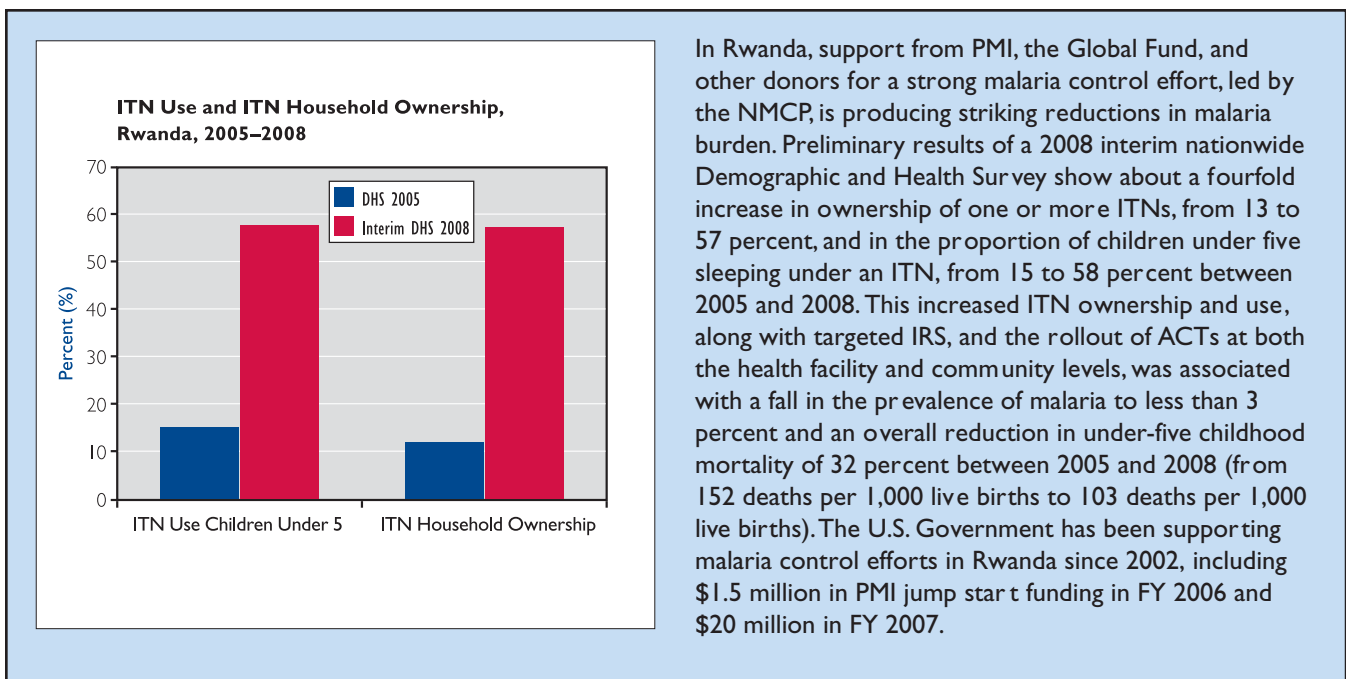 ITN Use and ITN Household Ownership,
Rwanda, 2005–2008
70
60
50
40
30
20
10
0
Percent (%)
DHS 2005
Interim DHS 2008
ITN Use Children Under 5
ITN Household Ownership
In Rwanda, support from PMI, the Global Fund, and
other donors for a strong malaria control effort, led by
the NMCP, is producing striking reductions in malaria
burden. Preliminary results of a 2008 interim nationwide
Demographic and Health Survey show about a fourfold
increase in ownership of one or more ITNs, from 13 to
57 percent, and in the proportion of children under five
sleeping under an ITN, from 15 to 58 percent between
2005 and 2008. This increased ITN ownership and use,
along with targeted IRS, and the rollout of ACTs at both
the health facility and community levels, was associated
with a fall in the prevalence of malaria to less than 3
percent and an overall reduction in under-five childhood
mortality of 32 percent between 2005 and 2008 (from
152 deaths per 1,000 live births to 103 deaths per 1,000
live births). The U.S. Government has been supporting
malaria control efforts in Rwanda since 2002, including
$1.5 million in PMI jump start funding in FY 2006 and
$20 million in FY 2007.